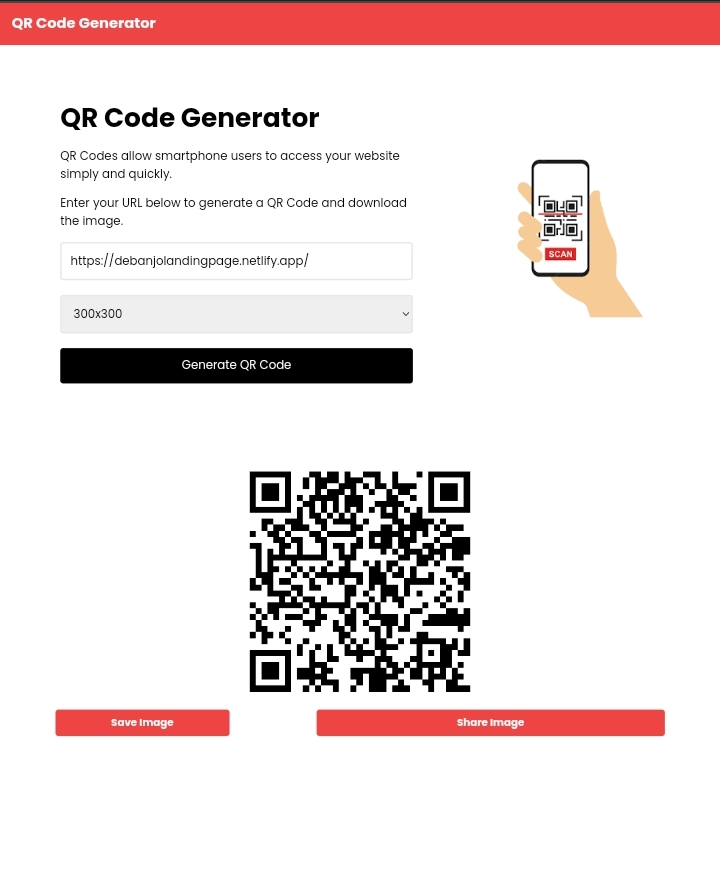 QR Code Generator
QR Code Generator
QR Codes allow smartphone users to access your website
simply and quickly.
Enter your URL below to generate a QR Code and download
the image.
https://debanjolandingpage.netlify.app/
300x300
Generate QR Code
SCAN
Save Image
Share Image